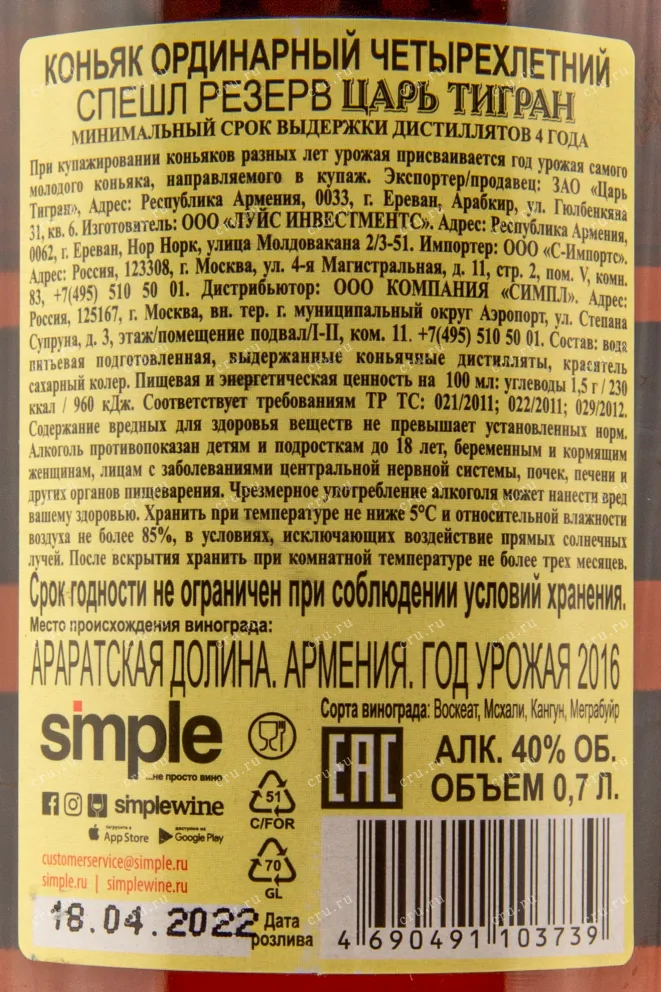 КОНЬЯК ОРДИНАРНЫЙ ЧЕТЫРЕХЛЕТНИЙ
СПЕШЛ РЕЗЕРВ ЦАРЬ ТИГРАН
МИНИМАЛЬНЫЙ СРОК ВЫДЕРЖКИ ДИСТИЛЛЯТОВ 4 ГОДА
При купажировании коньяков разных лет урожая присваивается год урожая самого
молодого коньяка, направляемого в купаж. Экспортер/продавец: ЗАО «Царь
Тигран», Адрес: Республика Армения, 0033, г. Ереван, Арабкир, ул. Гюлбенкяна
31, кв. 6. Изготовитель: ООО «ЛУЙС ИНВЕСТМЕНТС». Адрес: Республика Армения,
0062, г. Ереван, Нор Норк, улица Молдовакана 2/3-51. Импортер: ООО «С-Импортс».
Адрес: Россия, 123308, г. Москва, ул. 4-я Магистральная, д. 11, стр. 2, пом. V, комн.
83, +7(495) 510 50 01. Дистрибьютор: ООО КОМПАНИЯ «СИМПЛ». Адрес:
Россия, 125167, г. Москва, вн. тер. г. муниципальный округ Аэропорт, ул. Степана
Супруна, д. 3, этаж/помещение подвал/I-II, ком. 11. +7(495) 510 50 01. Состав: вода
питьевая подготовленная, выдержанные коньячные дистилляты, краситель
сахарный колер. Пищевая и энергетическая ценность на 100 мл: углеводы 1,5 г / 230
ккал / 960 кДж. Соответствует требованиям ТР ТС: 021/2011; 022/2011; 029/2012.
Содержание вредных для здоровья веществ не превышает установленных норм.
Алкоголь противопоказан детям и подросткам до 18 лет, беременным и кормящим
женщинам, лицам с заболеваниями центральной нервной системы, почек, печени и
других органов пищеварения. Чрезмерное употребление алкоголя может нанести вред
вашему здоровью. Хранить при температуре не ниже 5°С и относительной влажности
воздуха не более 85%, в условиях, исключающих воздействие прямых солнечных
лучей. После вскрытия хранить при комнатной температуре не более трех месяцев.
Срок годности не ограничен при соблюдении условий хранения.
Место происхождения винограда:
АРАРАТСКАЯ ДОЛИНА. АРМЕНИЯ. ГОД УРОЖАЯ 2016
Сорта винограда: Воскеат, Мсхали, Кангун, Меграбуйр
simple
...не просто вино
simplewine
загрузите в App Store
доступно на Google Play
customerservice@simple.ru
simple.ru | simplewine.ru
51
C/FOR
70
GL
EAC
АЛК. 40% ОБ.
ОБЪЕМ 0,7 Л.
18.04.2022
Дата
розлива
4 690491 103739
cru.ru